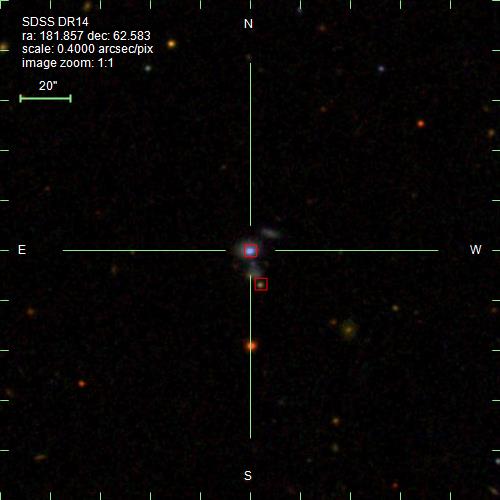 SDSS DR14
ra: 181.857 dec: 62.583
scale: 0.4000 arcsec/pix
image zoom: 1:1
20"
N
E
W
S